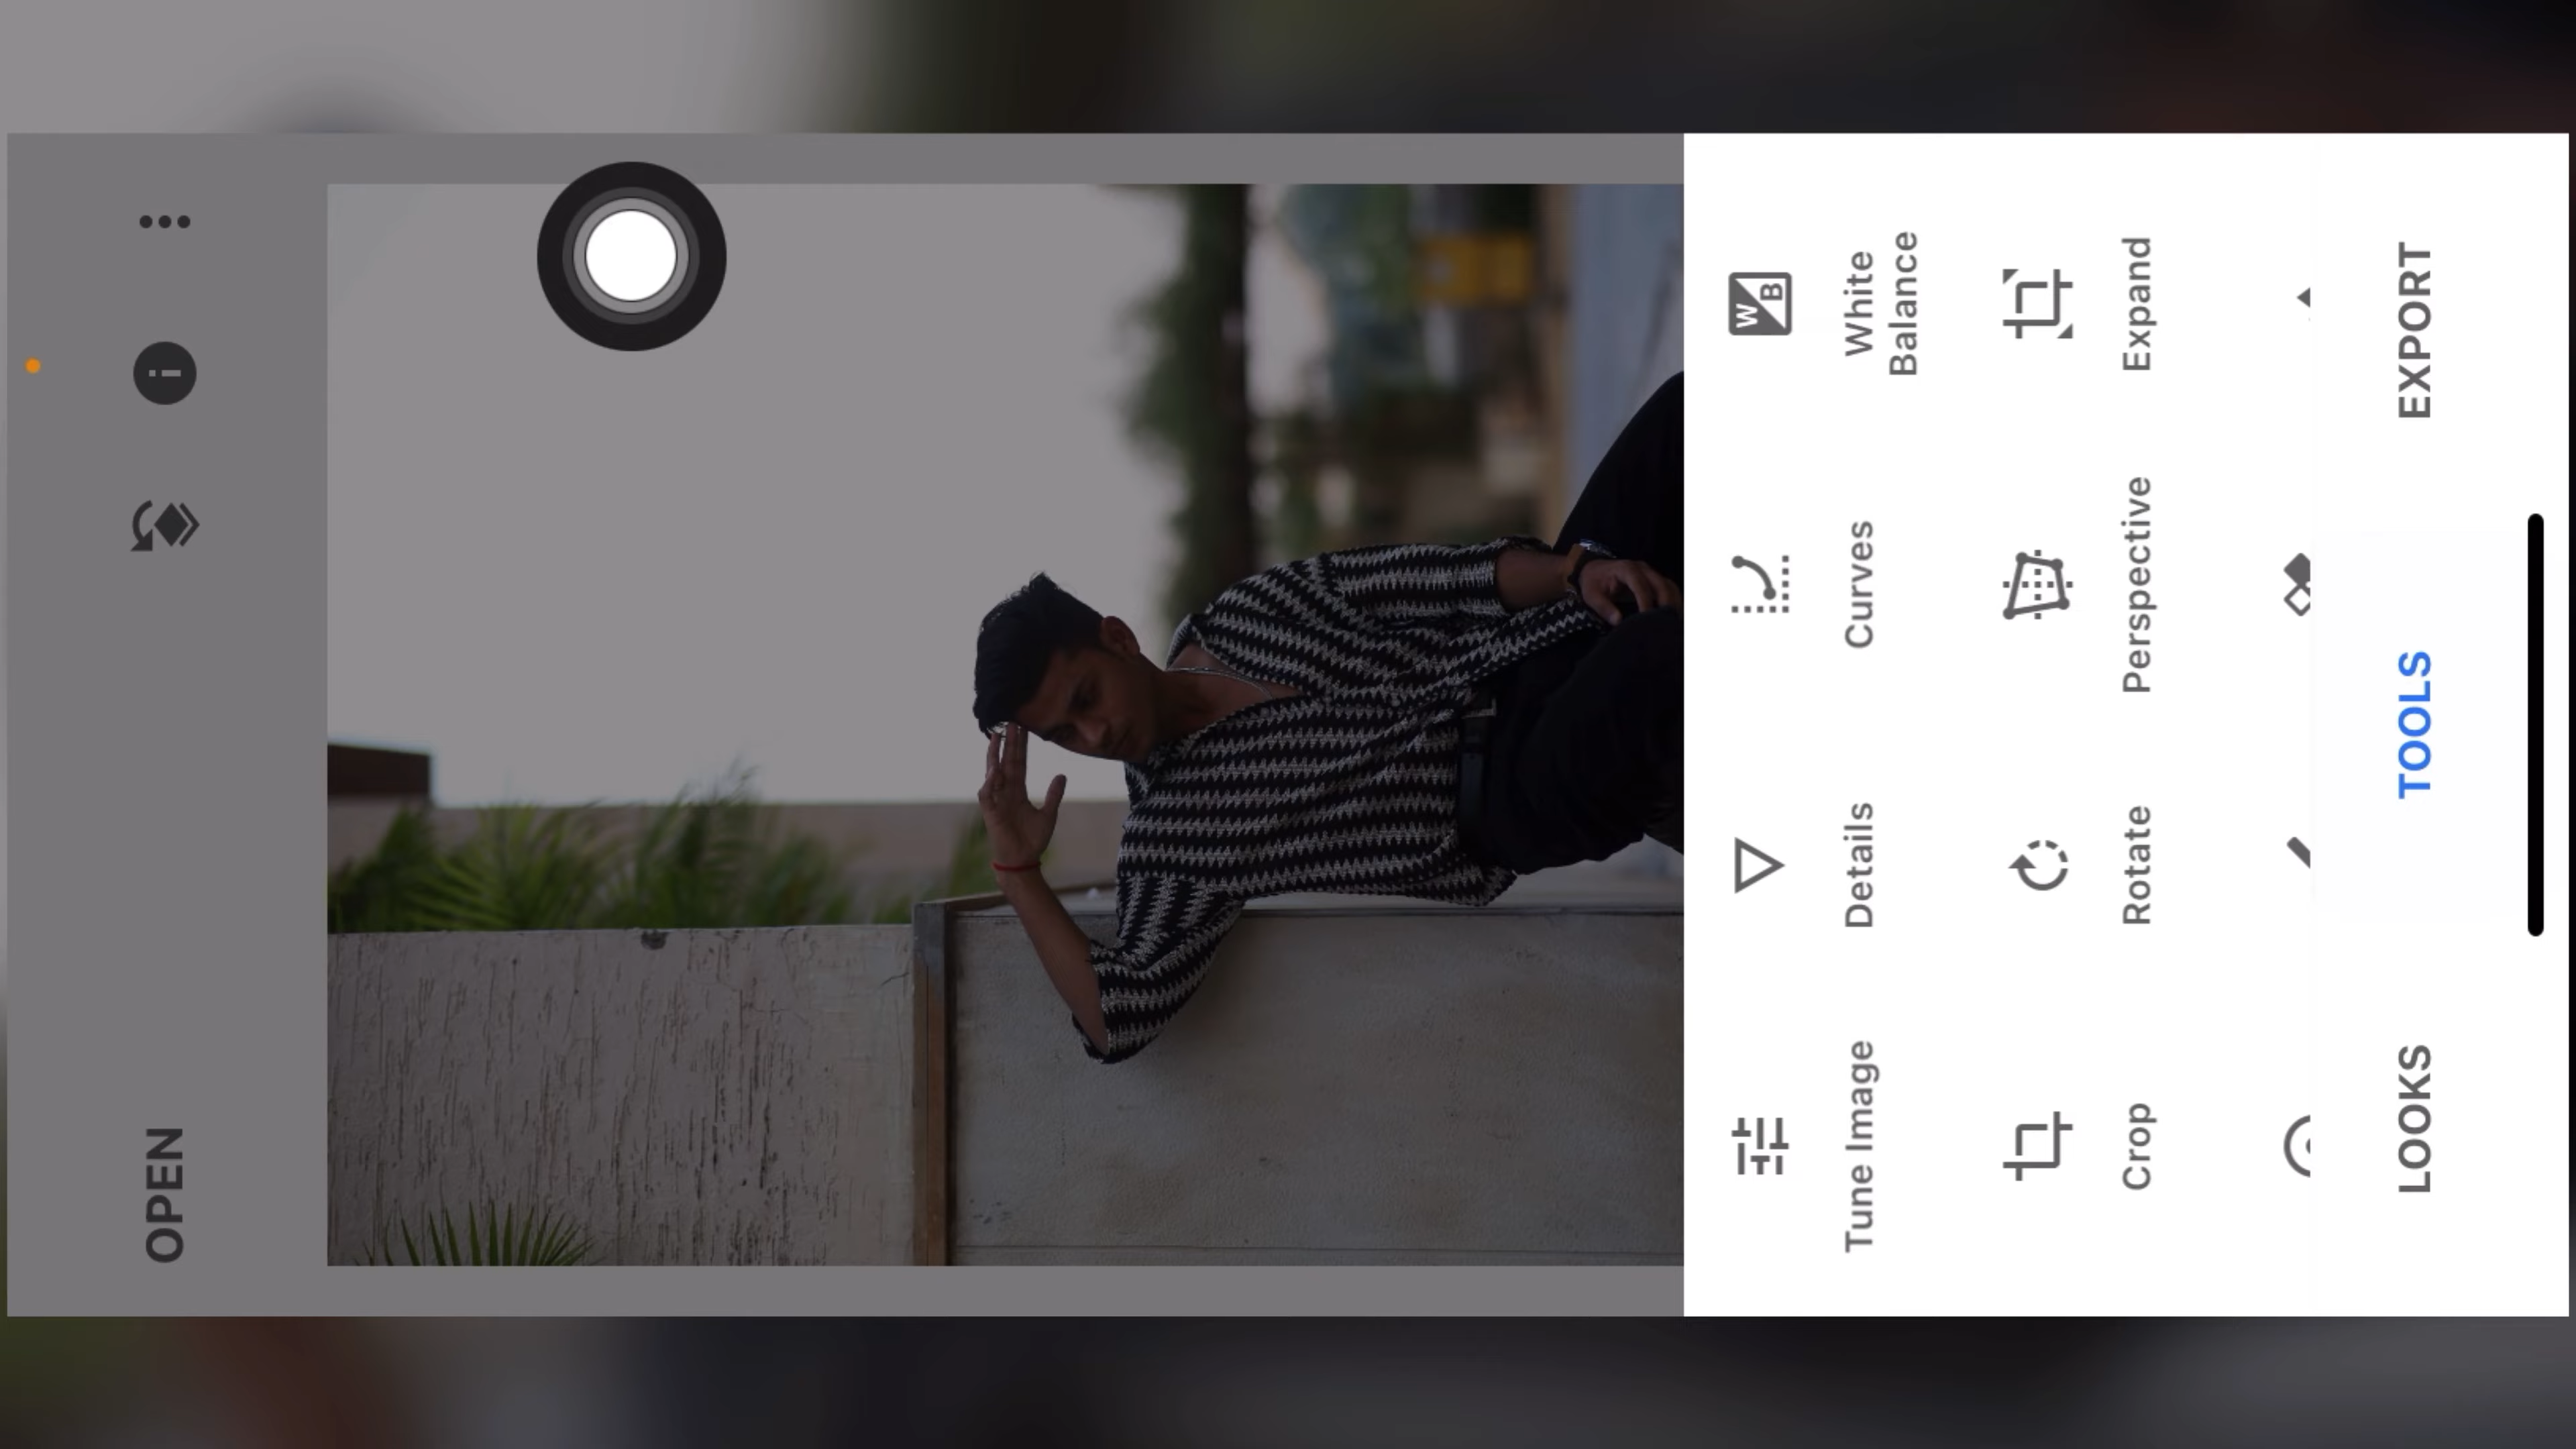 OPEN
Tune Image
Details
Curves
White
Balance
Crop
Rotate
Perspective
Expand
LOOKS
TOOLS
EXPORT